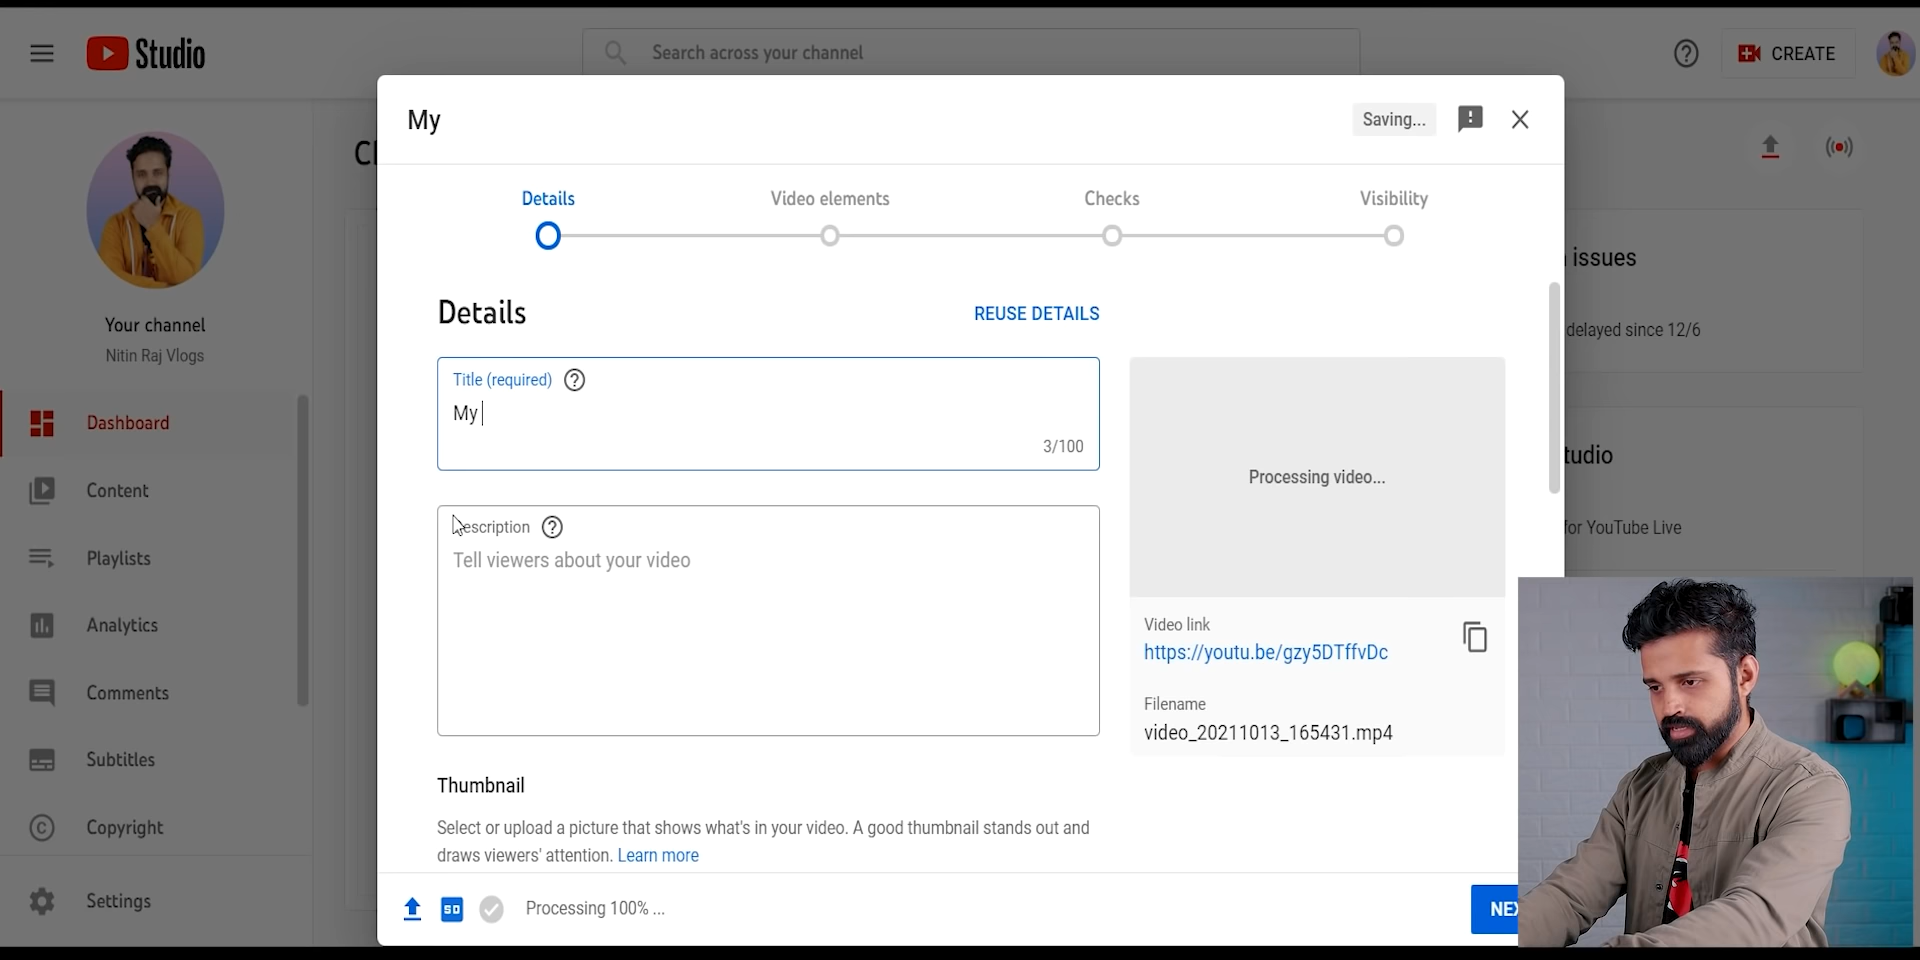 Studio
Search across your channel
CREATE
My
Saving...
Details
Video elements
Checks
Visibility
Your channel
Nitin Raj Vlogs
Dashboard
Content
Playlists
Analytics
Comments
Subtitles
Copyright
Settings
Details
REUSE DETAILS
Title (required)
My
3/100
escription
Tell viewers about your video
Processing video...
Video link
https://youtu.be/gzy5DTffvDc
Filename
video_20211013_165431.mp4
Thumbnail
Select or upload a picture that shows what's in your video. A good thumbnail stands out and
draws viewers' attention. Learn more
SD
Processing 100% ...
NEX
issues
delayed since 12/6
tudio
for YouTube Live